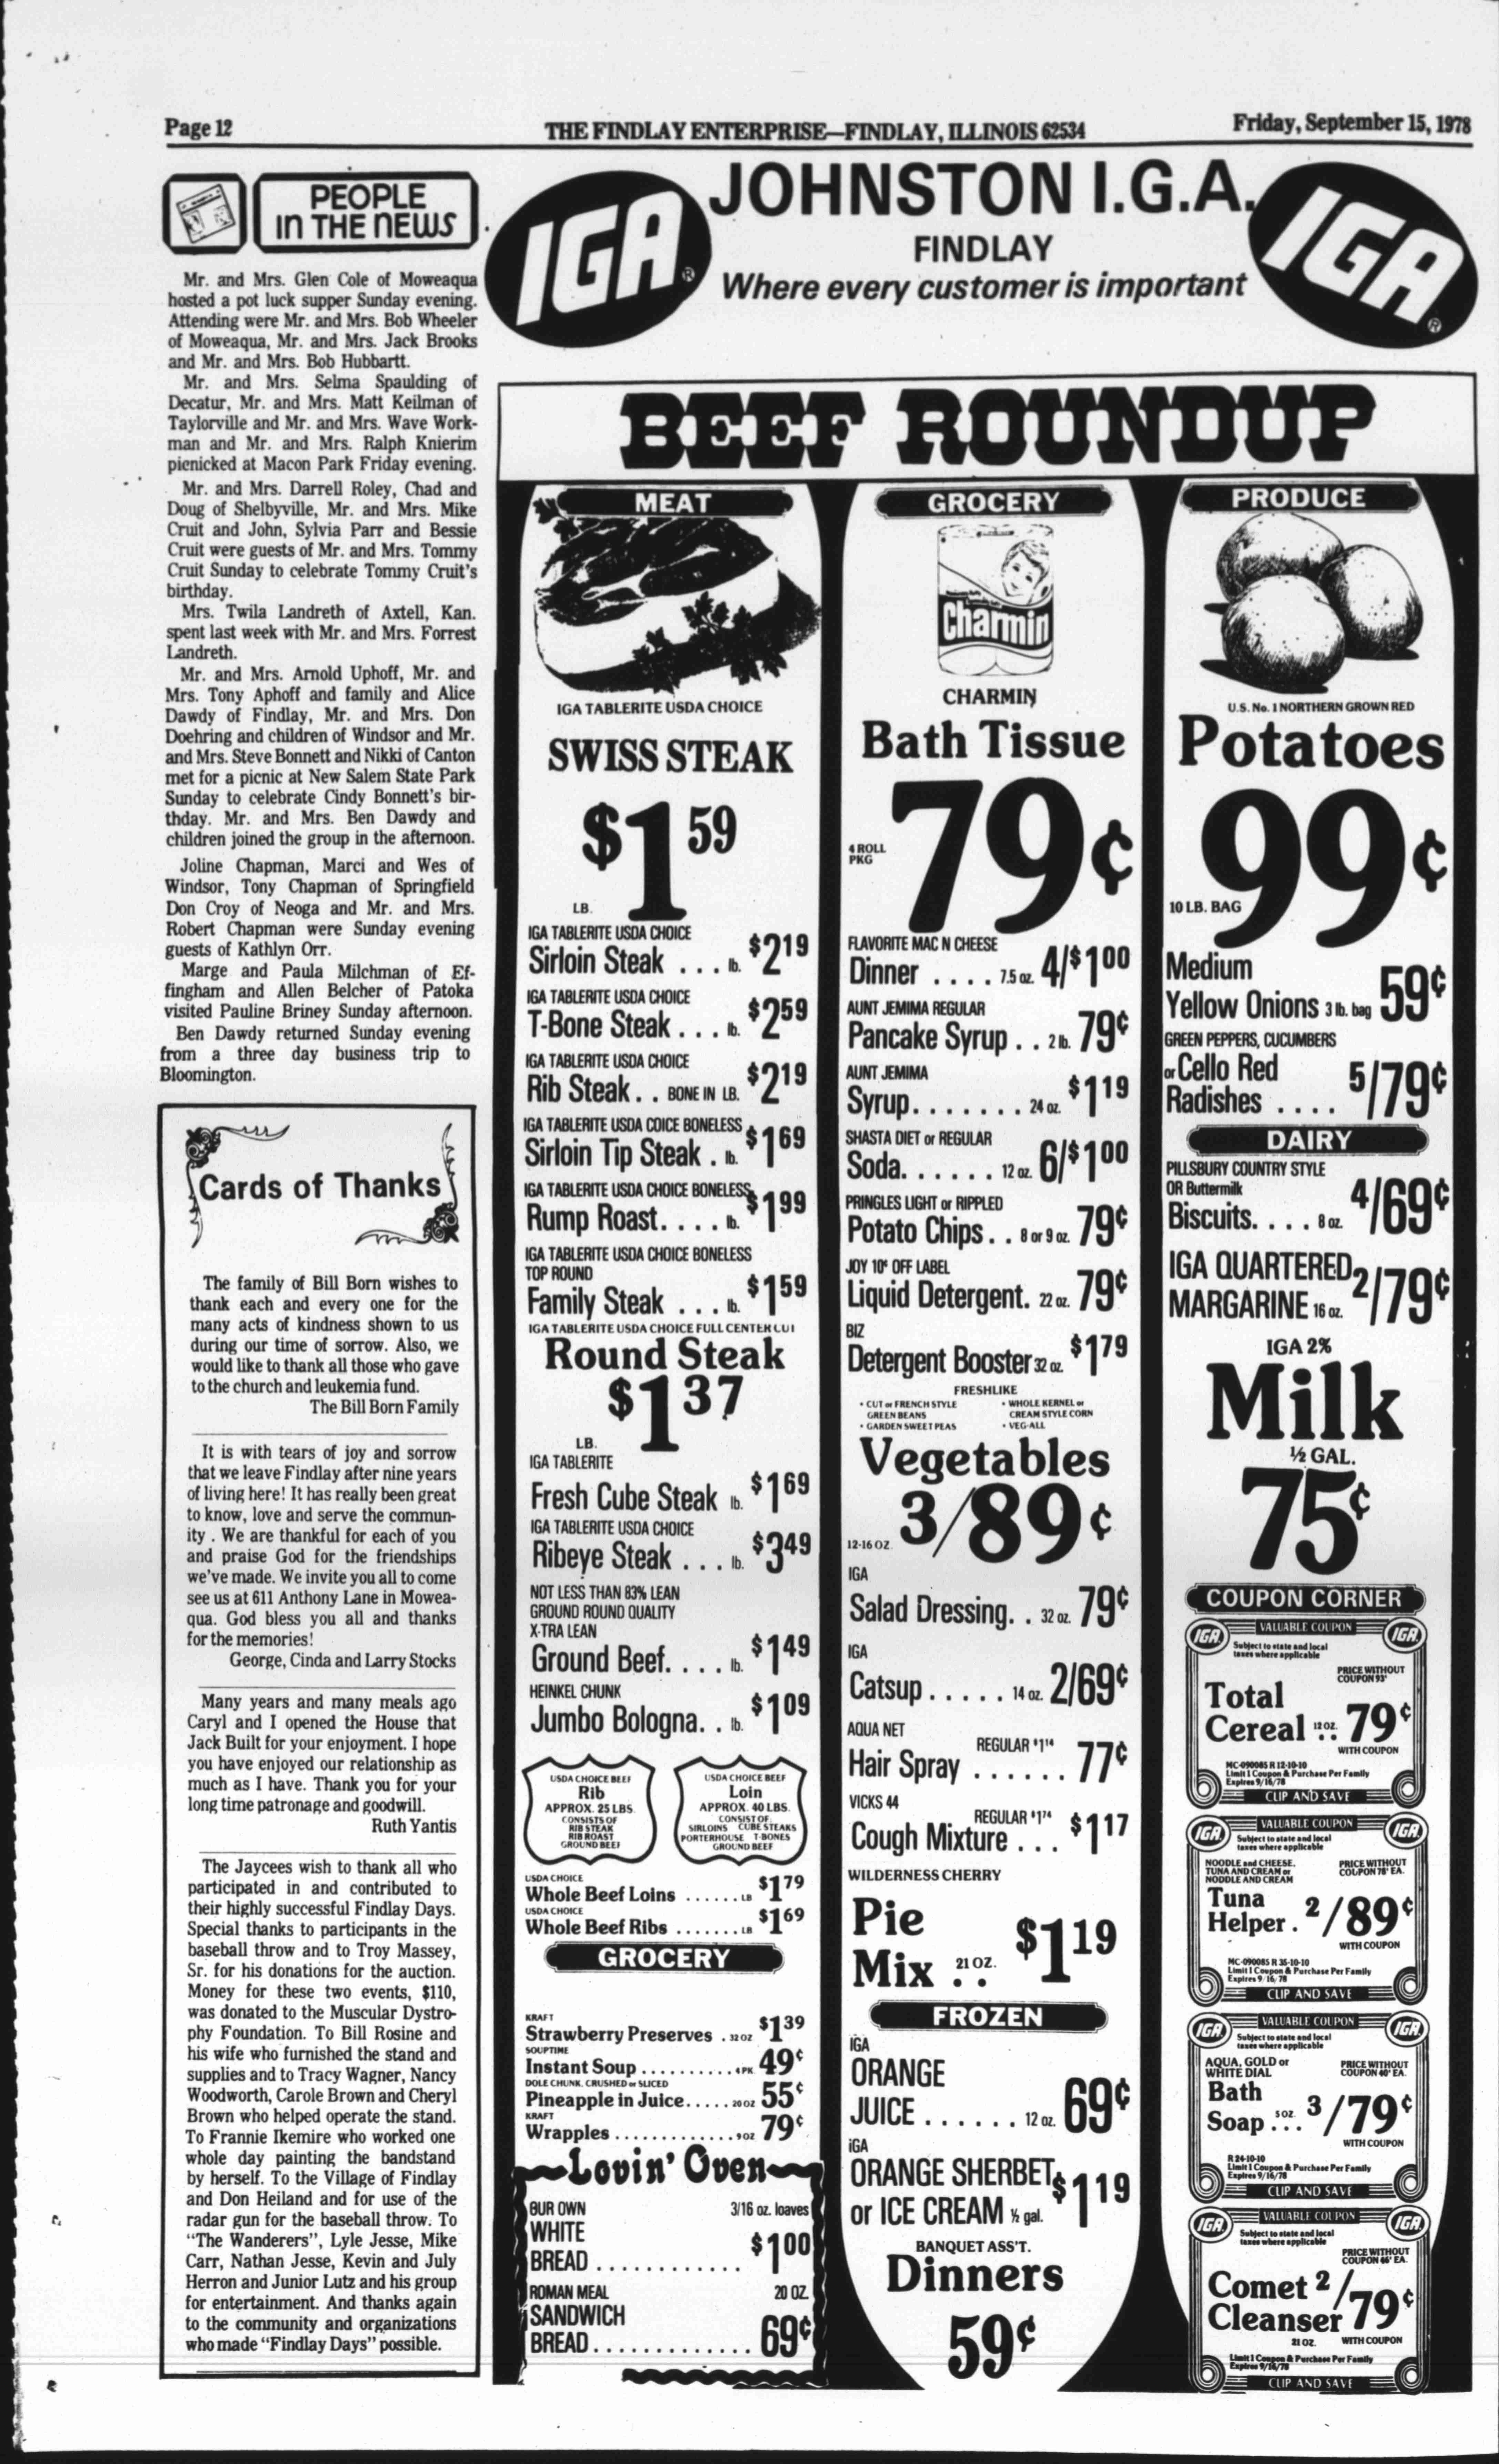 Page 12
THE FINDLAY ENTERPRISE—FINDLAY, ILLINOIS 62534
Friday, September 15, 1978
PEOPLE
In THE NEWS
Mr. and Mrs. Glen Cole of Moweaqua
hosted a pot luck supper Sunday evening.
Attending were Mr. and Mrs. Bob Wheeler
of Moweaqua, Mr. and Mrs. Jack Brooks
and Mr. and Mrs. Bob Hubbartt.
Mr. and Mrs. Selma Spaulding of
Decatur, Mr. and Mrs. Matt Keilman of
Taylorville and Mr. and Mrs. Wave Work-
man and Mr. and Mrs. Ralph Knierim
picnicked at Macon Park Friday evening.
Mr. and Mrs. Darrell Roley, Chad and
Doug of Shelbyville, Mr. and Mrs. Mike
Cruit and John, Sylvia Parr and Bessie
Cruit were guests of Mr. and Mrs. Tommy
Cruit Sunday to celebrate Tommy Cruit's
birthday.
Mrs. Twila Landreth of Axtell, Kan.
spent last week with Mr. and Mrs. Forrest
Landreth.
Mr. and Mrs. Arnold Uphoff, Mr. and
Mrs. Tony Aphoff and family and Alice
Dawdy of Findlay, Mr. and Mrs. Don
Doehring and children of Windsor and Mr.
and Mrs. Steve Bonnett and Nikki of Canton
met for a picnic at New Salem State Park
Sunday to celebrate Cindy Bonnett's bir-
thday. Mr. and Mrs. Ben Dawdy and
children joined the group in the afternoon.
Joline Chapman, Marci and Wes of
Windsor, Tony Chapman of Springfield
Don Croy of Neoga and Mr. and Mrs.
Robert Chapman were Sunday evening
guests of Kathlyn Orr.
Marge and Paula Milchman of Ef-
fingham and Allen Belcher of Patoka
visited Pauline Briney Sunday afternoon.
Ben Dawdy returned Sunday evening
from a three day business trip to
Bloomington.
Cards of Thanks
The family of Bill Born wishes to
thank each and every one for the
many acts of kindness shown to us
during our time of sorrow. Also, we
would like to thank all those who gave
to the church and leukemia fund.
The Bill Born Family
It is with tears of joy and sorrow
that we leave Findlay after nine years
of living here! It has really been great
to know, love and serve the commun-
ity . We are thankful for each of you
and praise God for the friendships
we've made. We invite you all to come
see us at 611 Anthony Lane in Mowea-
qua. God bless you all and thanks
for the memories!
George, Cinda and Larry Stocks
Many years and many meals ago
Caryl and I opened the House that
Jack Built for your enjoyment. I hope
you have enjoyed our relationship as
much as I have. Thank you for your
long time patronage and goodwill.
Ruth Yantis
The Jaycees wish to thank all who
participated in and contributed to
their highly successful Findlay Days.
Special thanks to participants in the
baseball throw and to Troy Massey,
Sr. for his donations for the auction.
Money for these two events, $110,
was donated to the Muscular Dystro-
phy Foundation. To Bill Rosine and
his wife who furnished the stand and
supplies and to Tracy Wagner, Nancy
Woodworth, Carole Brown and Cheryl
Brown who helped operate the stand.
To Frannie Ikemire who worked one
whole day painting the bandstand
by herself. To the Village of Findlay
and Don Heiland and for use of the
radar gun for the baseball throw. To
"The Wanderers", Lyle Jesse, Mike
Carr, Nathan Jesse, Kevin and July
Herron and Junior Lutz and his group
for entertainment. And thanks again
to the community and organizations
who made "Findlay Days" possible.
IGA ®
JOHNSTON I.G.A.
FINDLAY
Where every customer is important
IGA ®
BEEF ROUNDUP
MEAT
IGA TABLERITE USDA CHOICE
SWISS STEAK
$1 59
LB.
IGA TABLERITE USDA CHOICE
Sirloin Steak . . . lb. $2 19
IGA TABLERITE USDA CHOICE
T-Bone Steak . . . lb. $2 59
IGA TABLERITE USDA CHOICE
Rib Steak. . BONE IN LB. $2 19
IGA TABLERITE USDA COICE BONELESS
Sirloin Tip Steak . lb. $1 69
IGA TABLERITE USDA CHOICE BONELESS
Rump Roast. . . . lb. $1 99
IGA TABLERITE USDA CHOICE BONELESS
TOP ROUND
Family Steak . . . lb. $1 59
IGA TABLERITE USDA CHOICE FULL CENTER CUT
Round Steak
$1 37
LB.
IGA TABLERITE
Fresh Cube Steak lb. $1 69
IGA TABLERITE USDA CHOICE
Ribeye Steak . . . lb. $3 49
NOT LESS THAN 83% LEAN
GROUND ROUND QUALITY
X-TRA LEAN
Ground Beef. . . . lb. $1 49
HEINKEL CHUNK
Jumbo Bologna. . lb. $1 09
USDA CHOICE BEEF
Rib
APPROX. 25 LBS.
CONSISTS OF
RIB STEAK
RIB ROAST
GROUND BEEF
USDA CHOICE BEEF
Loin
APPROX. 40 LBS.
CONSIST OF:
SIRLOINS CUBE STEAKS
PORTERHOUSE T-BONES
GROUND BEEF
USDA CHOICE
Whole Beef Loins . . . . . . LB $1 79
USDA CHOICE
Whole Beef Ribs . . . . . . . LB $1 69
GROCERY
KRAFT
Strawberry Preserves . 32 OZ $1 39
SOUPTIME
Instant Soup . . . . . . . . . . 4 PK 49¢
DOLE CHUNK, CRUSHED or SLICED
Pineapple in Juice. . . . . 20 OZ 55¢
KRAFT
Wrapples . . . . . . . . . . . . . 9 OZ 79¢
Lovin' Oven
OUR OWN 3/16 oz. loaves
WHITE
BREAD . . . . . . . . . . . . $1 00
ROMAN MEAL 20 OZ.
SANDWICH
BREAD . . . . . . . . . . . . . 69¢
GROCERY
Charmin
CHARMIN
Bath Tissue
4 ROLL
PKG
79¢
FLAVORITE MAC N CHEESE
Dinner . . . . 7.5 oz. 4/$1 00
AUNT JEMIMA REGULAR
Pancake Syrup . . 2 lb. 79¢
AUNT JEMIMA
Syrup. . . . . . . 24 oz. $1 19
SHASTA DIET or REGULAR
Soda. . . . . . 12 oz. 6/$1 00
PRINGLES LIGHT or RIPPLED
Potato Chips. . 8 or 9 oz. 79¢
JOY 10¢ OFF LABEL
Liquid Detergent. 22 oz. 79¢
BIZ
Detergent Booster 32 oz. $1 79
FRESHLIKE
• CUT or FRENCH STYLE
GREEN BEANS
• GARDEN SWEET PEAS
• WHOLE KERNEL or
CREAM STYLE CORN
• VEG-ALL
Vegetables
12-16 OZ. 3/89¢
IGA
Salad Dressing. . 32 oz. 79¢
IGA
Catsup . . . . . 14 oz. 2/69¢
AQUA NET
REGULAR $1 14
Hair Spray . . . . . . 77¢
VICKS 44
REGULAR $1 74
Cough Mixture . . . $1 17
WILDERNESS CHERRY
Pie
Mix . . 21 OZ. $1 19
FROZEN
IGA
ORANGE
JUICE . . . . . . 12 oz. 69¢
IGA
ORANGE SHERBET
or ICE CREAM ½ gal. $1 19
BANQUET ASS'T.
Dinners
59¢
PRODUCE
U.S. No. 1 NORTHERN GROWN RED
Potatoes
99¢
10 LB. BAG
Medium
Yellow Onions 3 lb. bag 59¢
GREEN PEPPERS, CUCUMBERS
or Cello Red
Radishes . . . . 5/79¢
DAIRY
PILLSBURY COUNTRY STYLE
OR Buttermilk
Biscuits. . . . 8 oz. 4/69¢
IGA QUARTERED
MARGARINE 16 oz. 2/79¢
IGA 2%
Milk
½ GAL.
75¢
COUPON CORNER
IGA VALUABLE COUPON IGA
Subject to state and local
taxes where applicable
PRICE WITHOUT
COUPON 93¢
Total
Cereal 12 OZ. . . 79¢
WITH COUPON
MC-090085 R 12-10-10
Limit 1 Coupon & Purchase Per Family
Expires 9/16/78
CLIP AND SAVE
IGA VALUABLE COUPON IGA
Subject to state and local
taxes where applicable
NOODLE and CHEESE,
TUNA AND CREAM or
NODDLE AND CREAM
PRICE WITHOUT
COUPON 78¢ EA.
Tuna
Helper . 2/89¢
WITH COUPON
MC-090085 R 35-10-10
Limit 1 Coupon & Purchase Per Family
Expires 9/16/78
CLIP AND SAVE
IGA VALUABLE COUPON IGA
Subject to state and local
taxes where applicable
AQUA, GOLD or
WHITE DIAL
PRICE WITHOUT
COUPON 40¢ EA.
Bath
Soap . . . 5 OZ. 3/79¢
WITH COUPON
R 24-10-10
Limit 1 Coupon & Purchase Per Family
Expires 9/16/78
CLIP AND SAVE
IGA VALUABLE COUPON IGA
Subject to state and local
taxes where applicable
PRICE WITHOUT
COUPON 46¢ EA.
Comet
Cleanser 2/79¢
21 OZ. WITH COUPON
Limit 1 Coupon & Purchase Per Family
Expires 9/16/78
CLIP AND SAVE